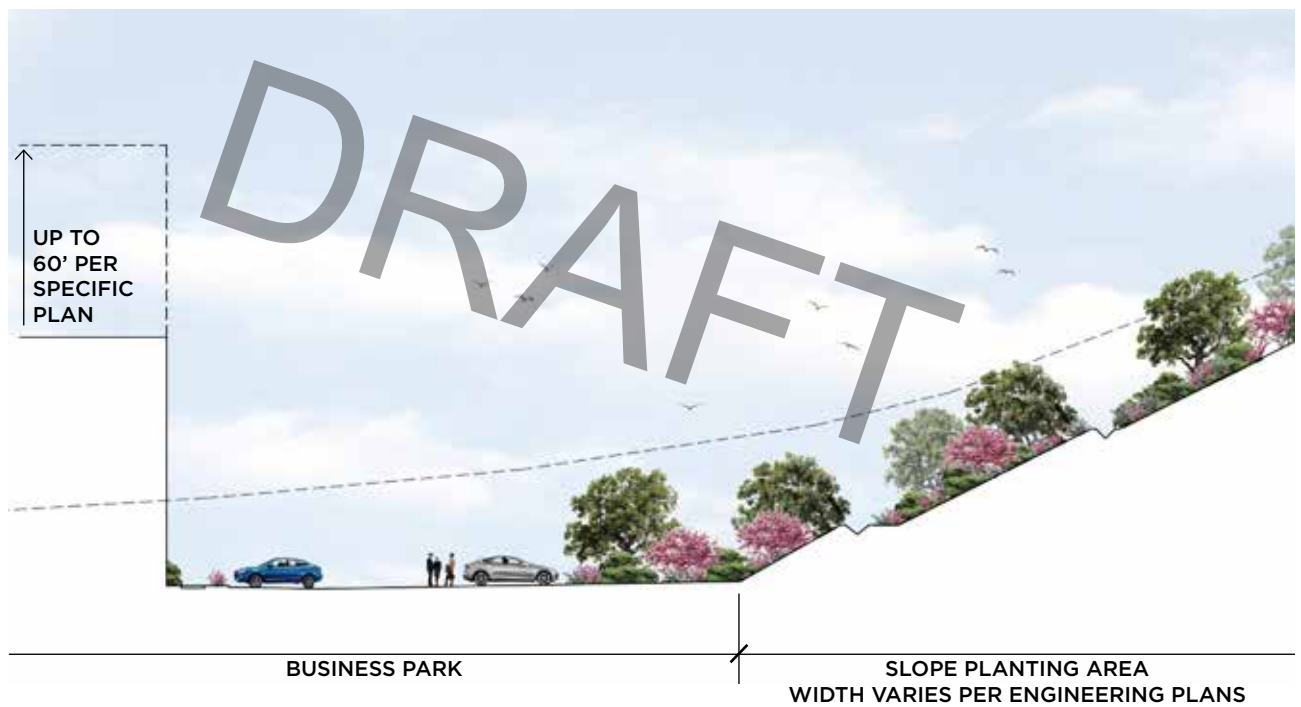 DRAFT
UP TO
60' PER
SPECIFIC
PLAN
BUSINESS PARK
SLOPE PLANTING AREA
WIDTH VARIES PER ENGINEERING PLANS